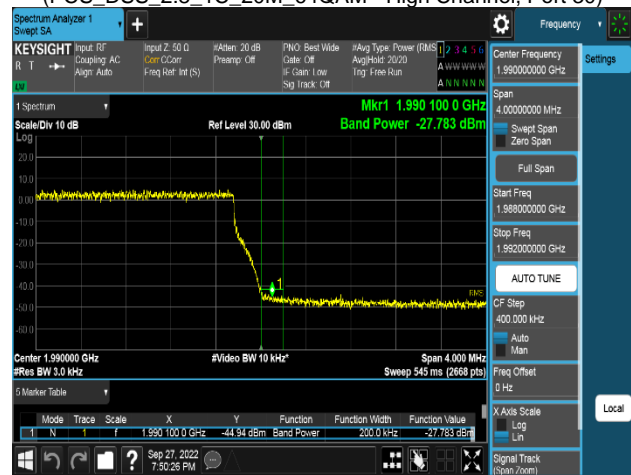 Spectrum Analyzer 1
Swept SA
Frequency
KEYSIGHT
R T
LW
Input: RF
Coupling: AC
Align: Auto
Input Z: 50 Ω
Corr CCorr
Freq Ref: Int (S)
#Atten: 20 dB
Preamp: Off
PNO: Best Wide
Gate: Off
IF Gain: Low
Sig Track: Off
#Avg Type: Power (RMS
Avg|Hold: 20/20
Trig: Free Run
1 2 3 4 5 6
A W W W W W
A N N N N N
1 Spectrum
Scale/Div 10 dB
Log
Ref Level 30.00 dBm
Mkr1 1.990 100 0 GHz
Band Power -27.783 dBm
20.0
10.0
0.00
-10.0
-20.0
-30.0
-40.0
-50.0
-60.0
1
RMS
Center 1.990000 GHz
#Res BW 3.0 kHz
#Video BW 10 kHz*
Span 4.000 MHz
Sweep 545 ms (2668 pts)
5 Marker Table
Mode Trace Scale X Y Function Function Width Function Value
1 N 1 f 1.990 100 0 GHz -44.94 dBm Band Power 200.0 kHz -27.783 dBm
Sep 27, 2022
7:50:26 PM
Center Frequency
1.990000000 GHz
Span
4.00000000 MHz
Swept Span
Zero Span
Full Span
Start Freq
1.988000000 GHz
Stop Freq
1.992000000 GHz
AUTO TUNE
CF Step
400.000 kHz
Auto
Man
Freq Offset
0 Hz
X Axis Scale
Log
Lin
Signal Track
(Span Zoom)
Settings
Local